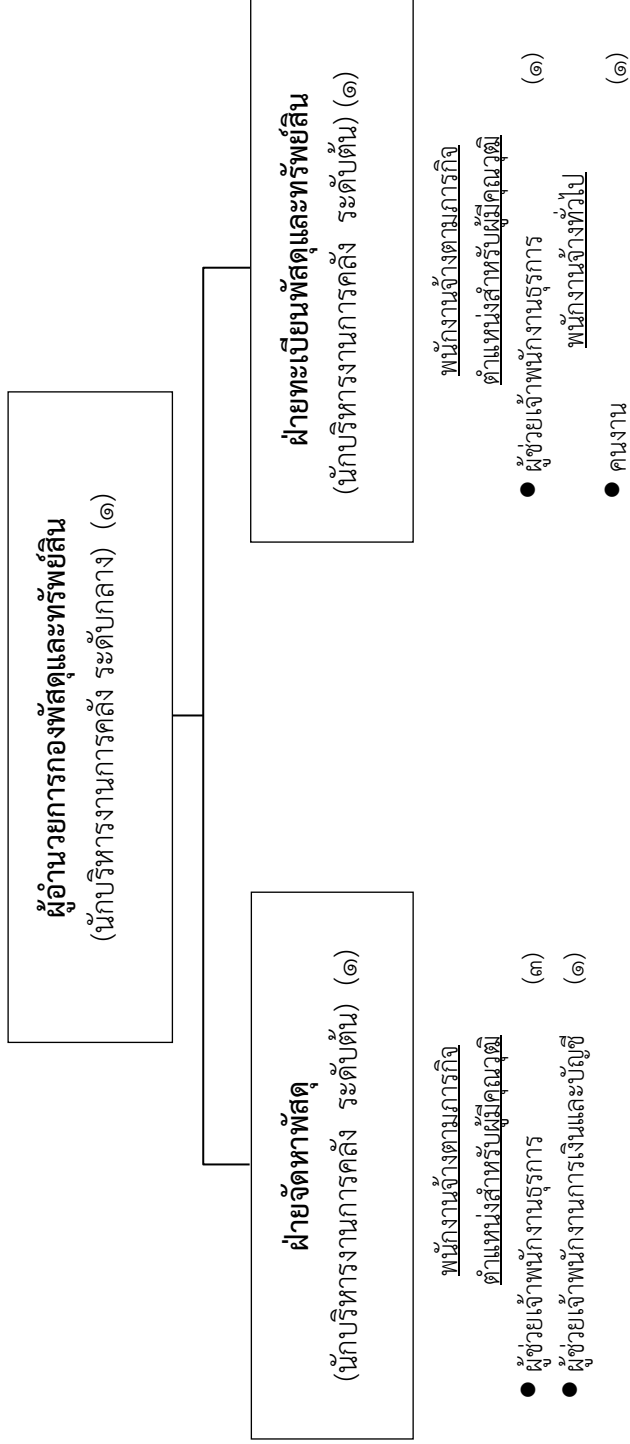 ผู้อำนวยการกองพัสดุและทรัพย์สิน
(นักบริหารงานการคลัง ระดับกลาง) (๑)
ฝ่ายจัดหาพัสดุ
(นักบริหารงานการคลัง ระดับต้น) (๑)
พนักงานจ้างตามภารกิจ
ตำแหน่งสำหรับผู้มีคุณวุฒิ
● ผู้ช่วยเจ้าพนักงานธุรการ (๓)
● ผู้ช่วยเจ้าพนักงานการเงินและบัญชี (๑)
ฝ่ายทะเบียนพัสดุและทรัพย์สิน
(นักบริหารงานการคลัง ระดับต้น) (๑)
พนักงานจ้างตามภารกิจ
ตำแหน่งสำหรับผู้มีคุณวุฒิ
● ผู้ช่วยเจ้าพนักงานธุรการ (๑)
พนักงานจ้างทั่วไป
● คนงาน (๑)